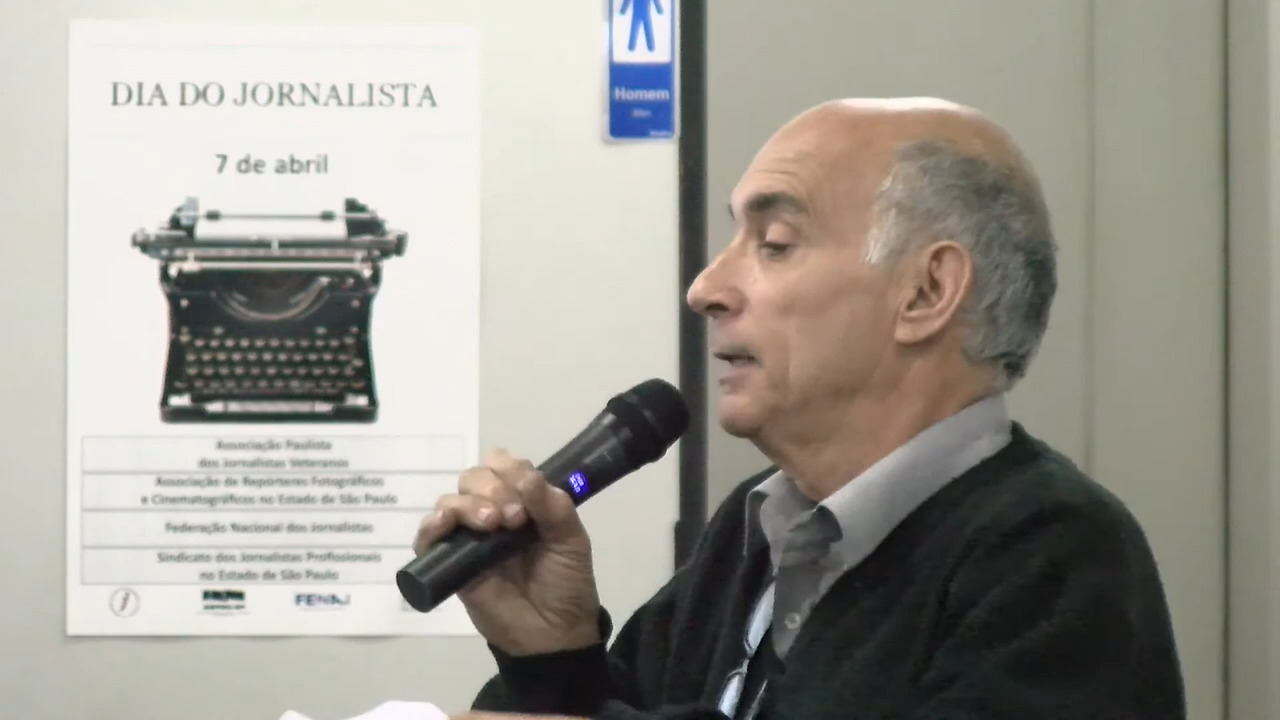 DIA DO JORNALISTA
7 de abril
Associação Paulista
dos Jornalistas Veteranos
Associação de Repórteres Fotográficos
e Cinematográficos no Estado de São Paulo
Federação Nacional dos Jornalistas
Sindicato dos Jornalistas Profissionais
no Estado de São Paulo
FENAJ
Homem